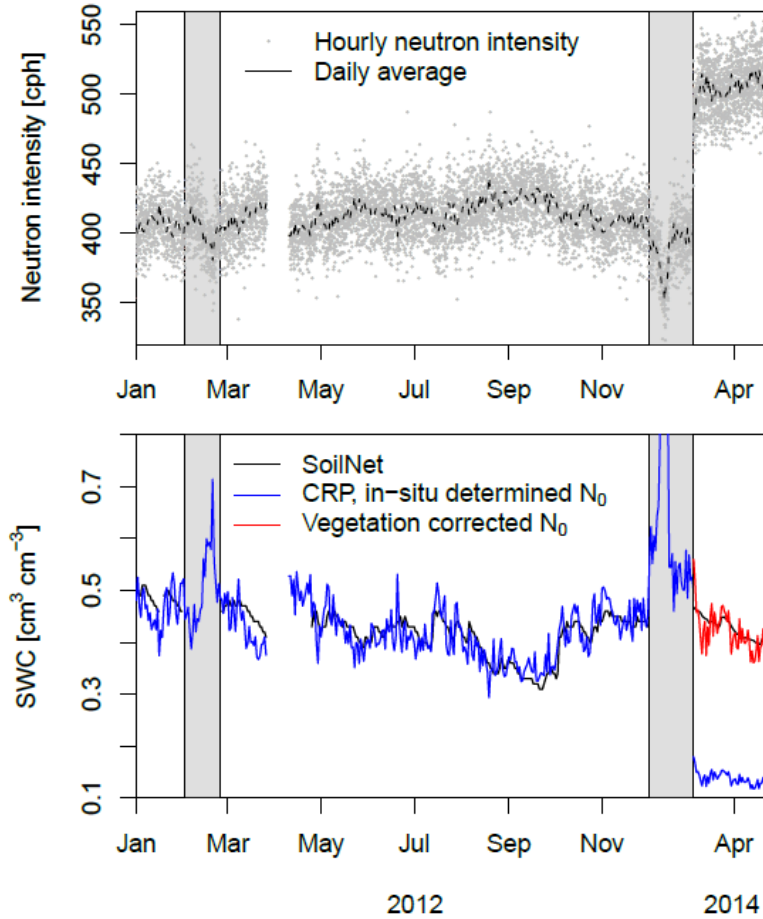 550
500
450
400
350
Neutron intensity [cph]
Hourly neutron intensity
Daily average
Jan Mar May Jul Sep Nov Apr
0.7
0.5
0.3
0.1
SWC [cm³ cm⁻³]
SoilNet
CRP, in−situ determined N₀
Vegetation corrected N₀
Jan Mar May Jul Sep Nov Apr
2012 2014